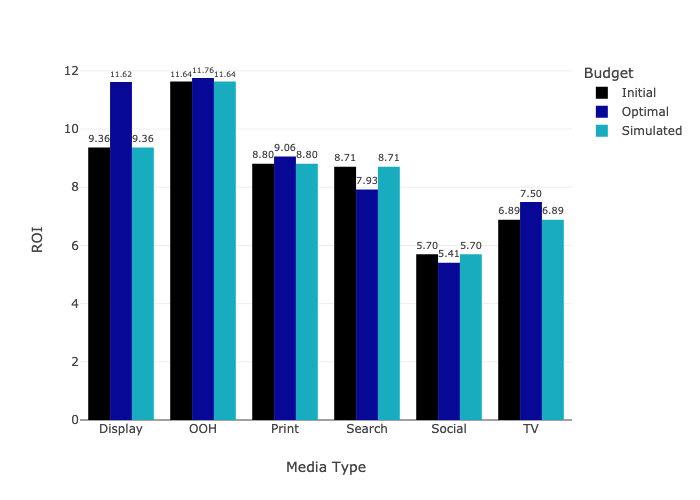 Budget
Initial
Optimal
Simulated
ROI
12
10
8
6
4
2
0
9.36 11.62 9.36
11.64 11.76 11.64
8.80 9.06 8.80
8.71 7.93 8.71
5.70 5.41 5.70
6.89 7.50 6.89
Display OOH Print Search Social TV
Media Type